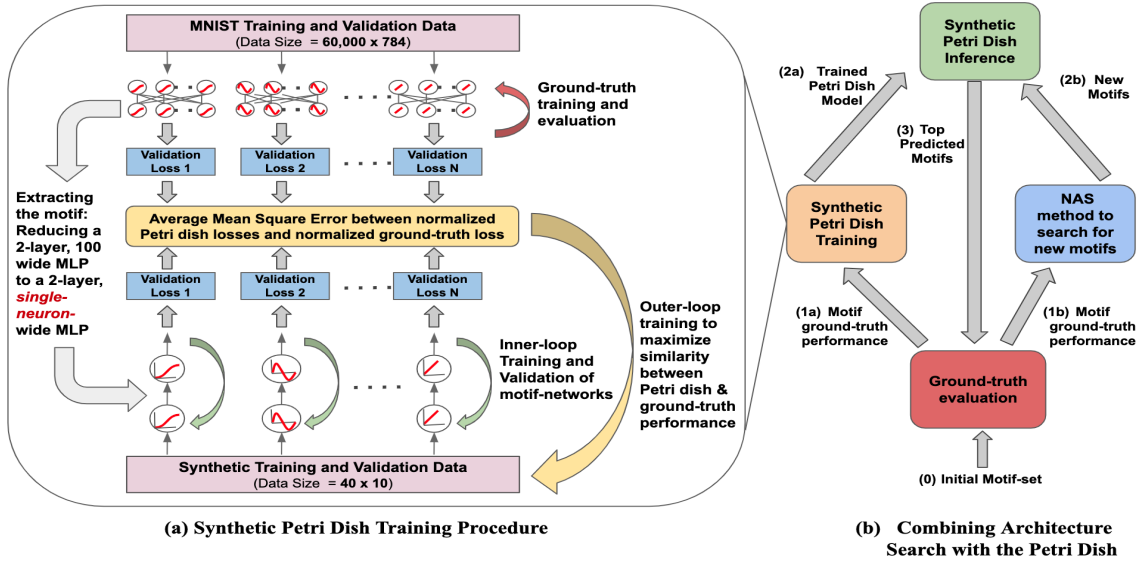 MNIST Training and Validation Data
(Data Size = 60,000 x 784)
Ground-truth
training and
evaluation
Validation
Loss 1
Validation
Loss 2
Validation
Loss N
Extracting
the motif:
Reducing a
2-layer, 100
wide MLP
to a 2-layer,
single-
neuron-
wide MLP
Average Mean Square Error between normalized
Petri dish losses and normalized ground-truth loss
Validation
Loss 1
Validation
Loss 2
Validation
Loss N
Inner-loop
Training and
Validation of
motif-networks
Outer-loop
training to
maximize
similarity
between
Petri dish &
ground-truth
performance
Synthetic Training and Validation Data
(Data Size = 40 x 10)
(a) Synthetic Petri Dish Training Procedure
Synthetic
Petri Dish
Inference
(2a) Trained
Petri Dish
Model
(2b) New
Motifs
(3) Top
Predicted
Motifs
Synthetic
Petri Dish
Training
NAS
method to
search for
new motifs
(1a) Motif
ground-truth
performance
(1b) Motif
ground-truth
performance
Ground-truth
evaluation
(0) Initial Motif-set
(b) Combining Architecture
Search with the Petri Dish